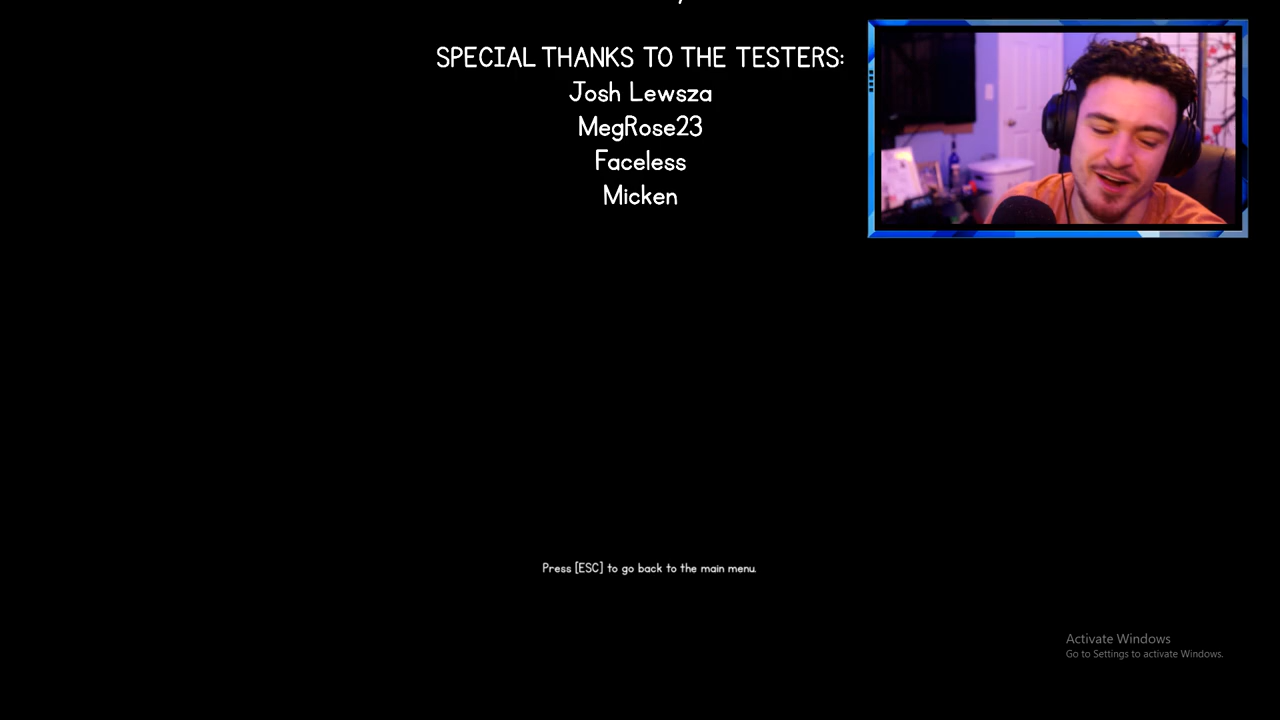 SPECIAL THANKS TO THE TESTERS:
Josh Lewsza
MegRose23
Faceless
Micken
Press [ESC] to go back to the main menu.
Activate Windows
Go to Settings to activate Windows.